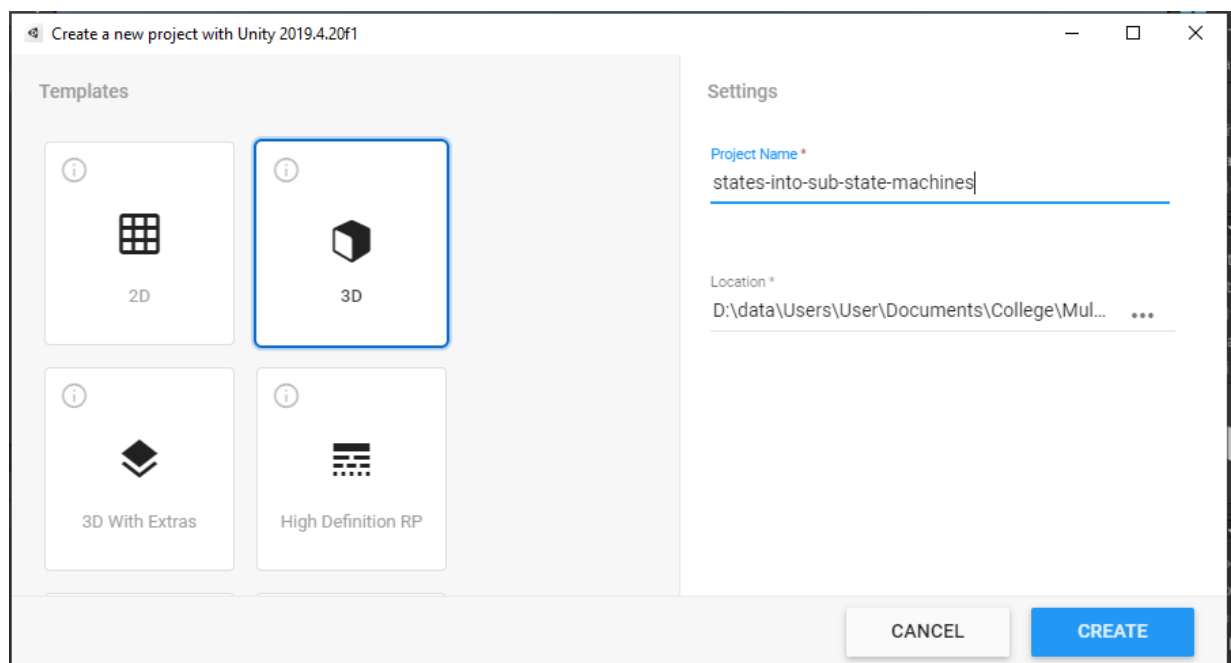 Create a new project with Unity 2019.4.20f1
Templates
Settings
2D
3D
3D With Extras
High Definition RP
Project Name *
states-into-sub-state-machines
Location *
D:\data\Users\User\Documents\College\Mul...
CANCEL
CREATE